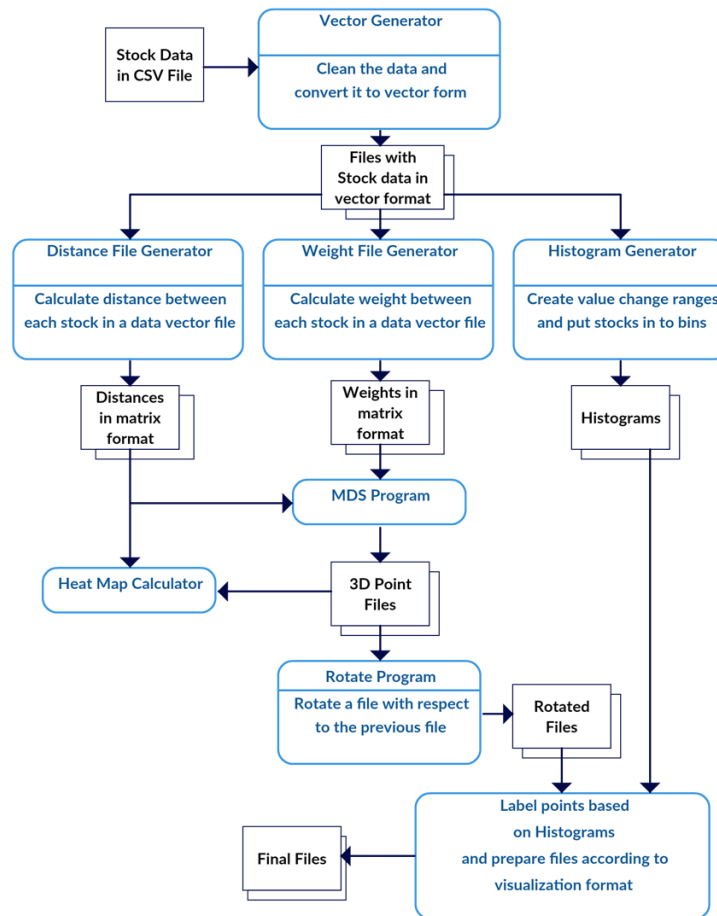 Vector Generator
Stock Data
in CSV File
Clean the data and
convert it to vector form
Files with
Stock data in
vector format
Distance File Generator
Calculate distance between
each stock in a data vector file
Weight File Generator
Calculate weight between
each stock in a data vector file
Histogram Generator
Create value change ranges
and put stocks in to bins
Distances
in matrix
format
Weights in
matrix
format
Histograms
MDS Program
Heat Map Calculator
3D Point
Files
Rotate Program
Rotate a file with respect
to the previous file
Rotated
Files
Label points based
on Histograms
and prepare files according to
visualization format
Final Files